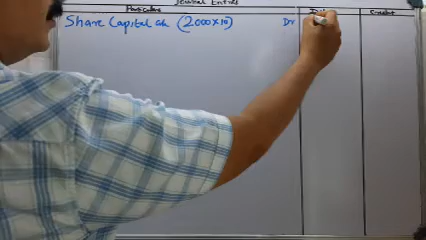 Journal Entries
Particulars Credit
Share Capital a/c (2000×10) Dr